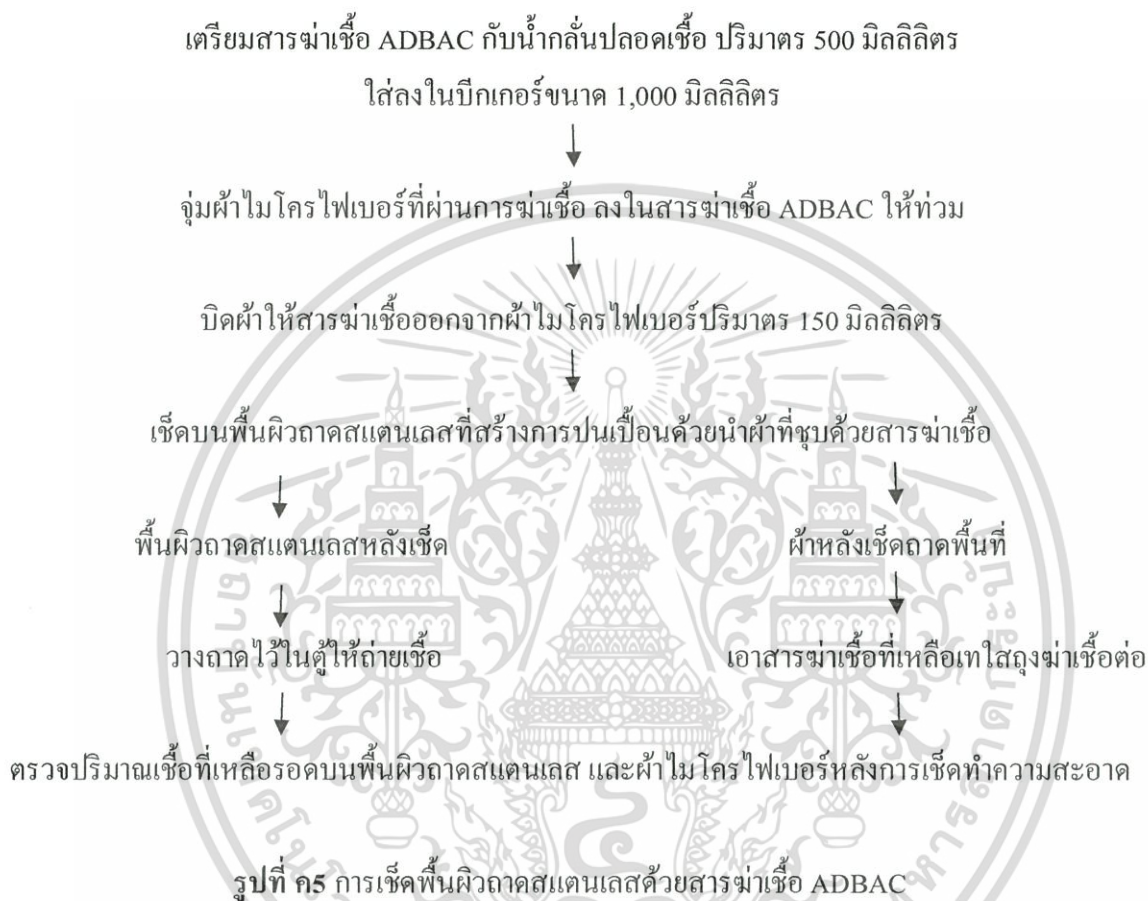 เตรียมสารฆ่าเชื้อ ADBAC กับน้ำกลั่นปลอดเชื้อ ปริมาตร 500 มิลลิลิตร
ใส่ลงในบีกเกอร์ขนาด 1,000 มิลลิลิตร
จุ่มผ้าไมโครไฟเบอร์ที่ผ่านการฆ่าเชื้อ ลงในสารฆ่าเชื้อ ADBAC ให้ท่วม
บิดผ้าให้สารฆ่าเชื้อออกจากผ้าไมโครไฟเบอร์ปริมาตร 150 มิลลิลิตร
เช็ดบนพื้นผิวถาดสแตนเลสที่สร้างการปนเปื้อนด้วยนำผ้าที่ชุบด้วยสารฆ่าเชื้อ
พื้นผิวถาดสแตนเลสหลังเช็ด ผ้าหลังเช็ดถาดพื้นที่
วางถาดไว้ในตู้ให้ถ่ายเชื้อ เอาสารฆ่าเชื้อที่เหลือเทใสถุงฆ่าเชื้อต่อ
ตรวจปริมาณเชื้อที่เหลือรอดบนพื้นผิวถาดสแตนเลส และผ้าไมโครไฟเบอร์หลังการเช็ดทำความสะอาด
รูปที่ ค5 การเช็ดพื้นผิวถาดสแตนเลสด้วยสารฆ่าเชื้อ ADBAC